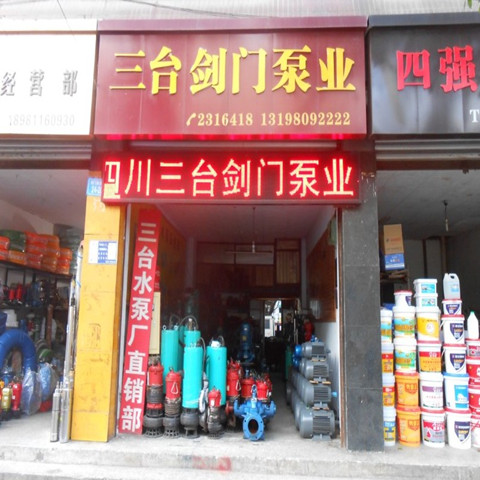 经营部
18981160930
三台剑门泵业
2316418 13198092222
四强
T
四川三台剑门泵业
三台水泵厂直销部